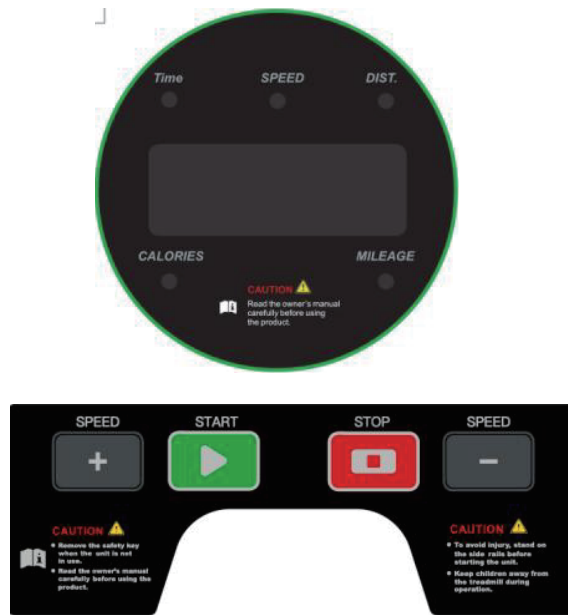 Time SPEED DIST.
CALORIES MILEAGE
CAUTION
Read the owner's manual
carefully before using
the product.
SPEED START STOP SPEED
+ −
CAUTION
• Remove the safety key
when the unit is not
in use.
• Read the owner's manual
carefully before using the
product.
CAUTION
• To avoid injury, stand on
the side rails before
starting the unit.
• Keep children away from
the treadmill during
operation.